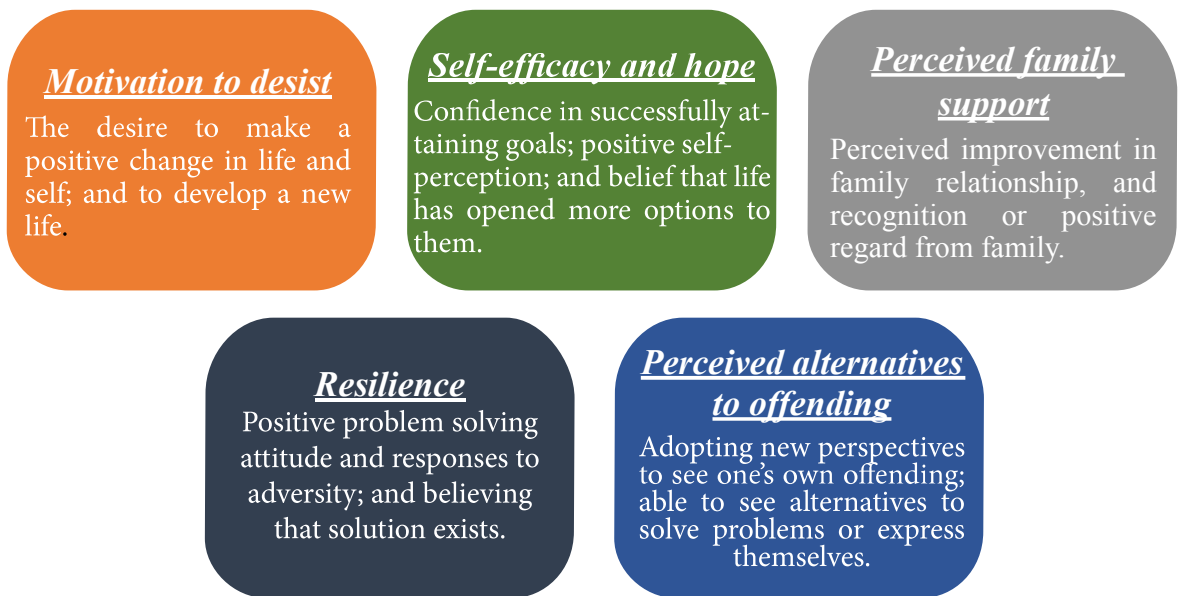 Motivation to desist
The desire to make a
positive change in life and
self; and to develop a new
life.
Self-efficacy and hope
Confidence in successfully at-
taining goals; positive self-
perception; and belief that life
has opened more options to
them.
Perceived family
support
Perceived improvement in
family relationship, and
recognition or positive
regard from family.
Resilience
Positive problem solving
attitude and responses to
adversity; and believing
that solution exists.
Perceived alternatives
to offending
Adopting new perspectives
to see one’s own offending;
able to see alternatives to
solve problems or express
themselves.